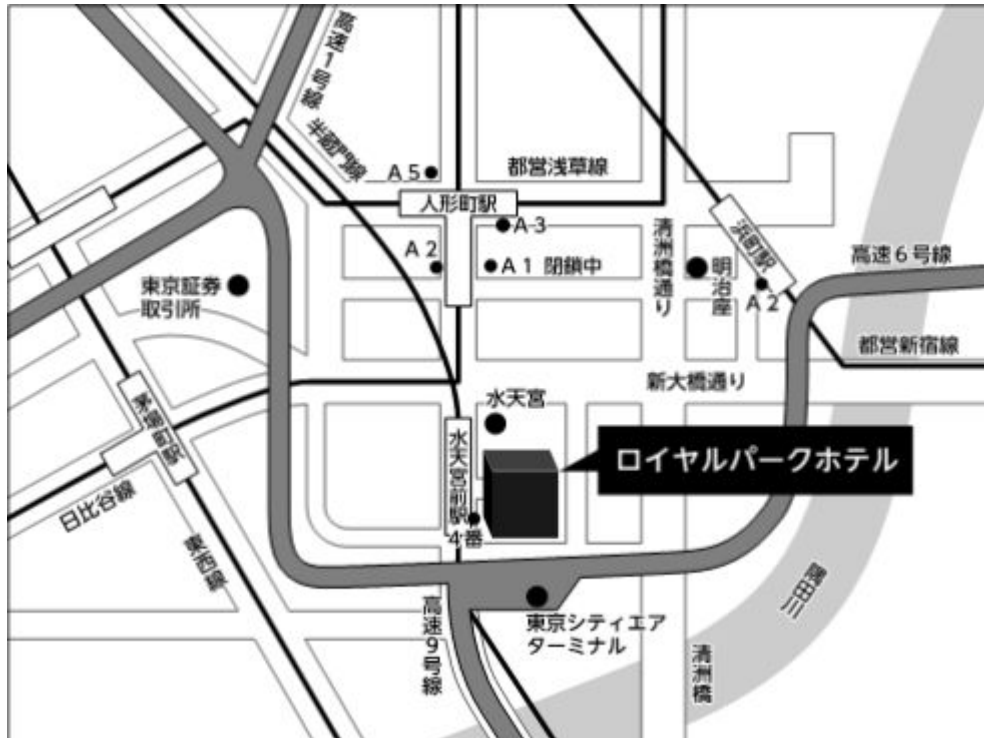 高速1号線
半蔵門線
A5
都営浅草線
人形町駅
A3
A2
A1 閉鎖中
清洲橋通り
明治座
浜町駅
A2
高速6号線
東京証券
取引所
都営新宿線
新大橋通り
水天宮
茅場町駅
水天宮前駅
ロイヤルパークホテル
日比谷線
4番
東西線
隅田川
高速9号線
東京シティエア
ターミナル
清洲橋